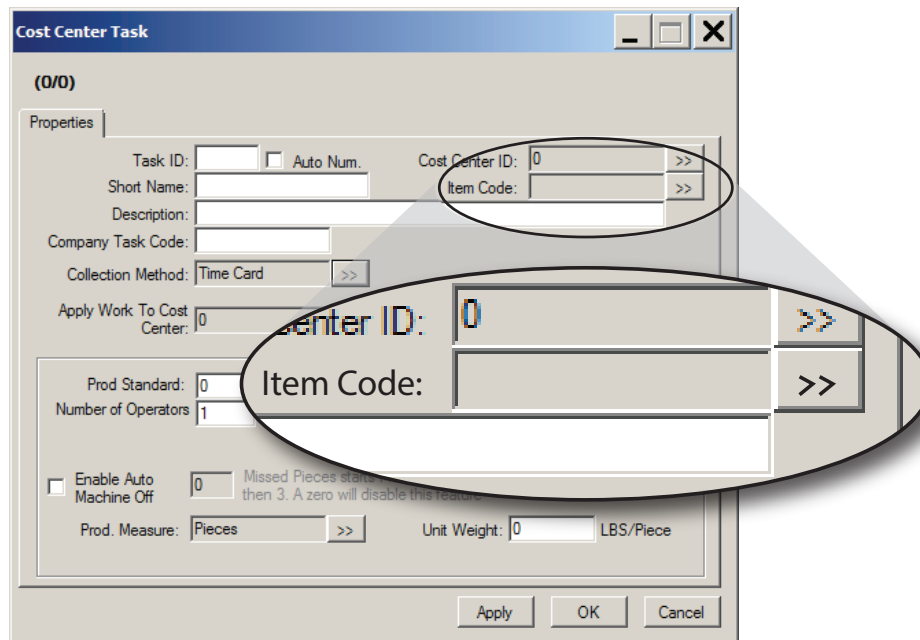 Cost Center Task
(0/0)
Properties
Task ID: Auto Num. Cost Center ID: 0 >>
Short Name: Item Code: >>
Description:
Company Task Code:
Collection Method: Time Card >>
Apply Work To Cost
Center: 0
enter ID: 0 >>
Item Code: >>
Prod Standard: 0
Number of Operators 1
Enable Auto
Machine Off
0
Missed Pieces starts
then 3. A zero will disable this feature
Prod. Measure: Pieces >> Unit Weight: 0 LBS/Piece
Apply OK Cancel